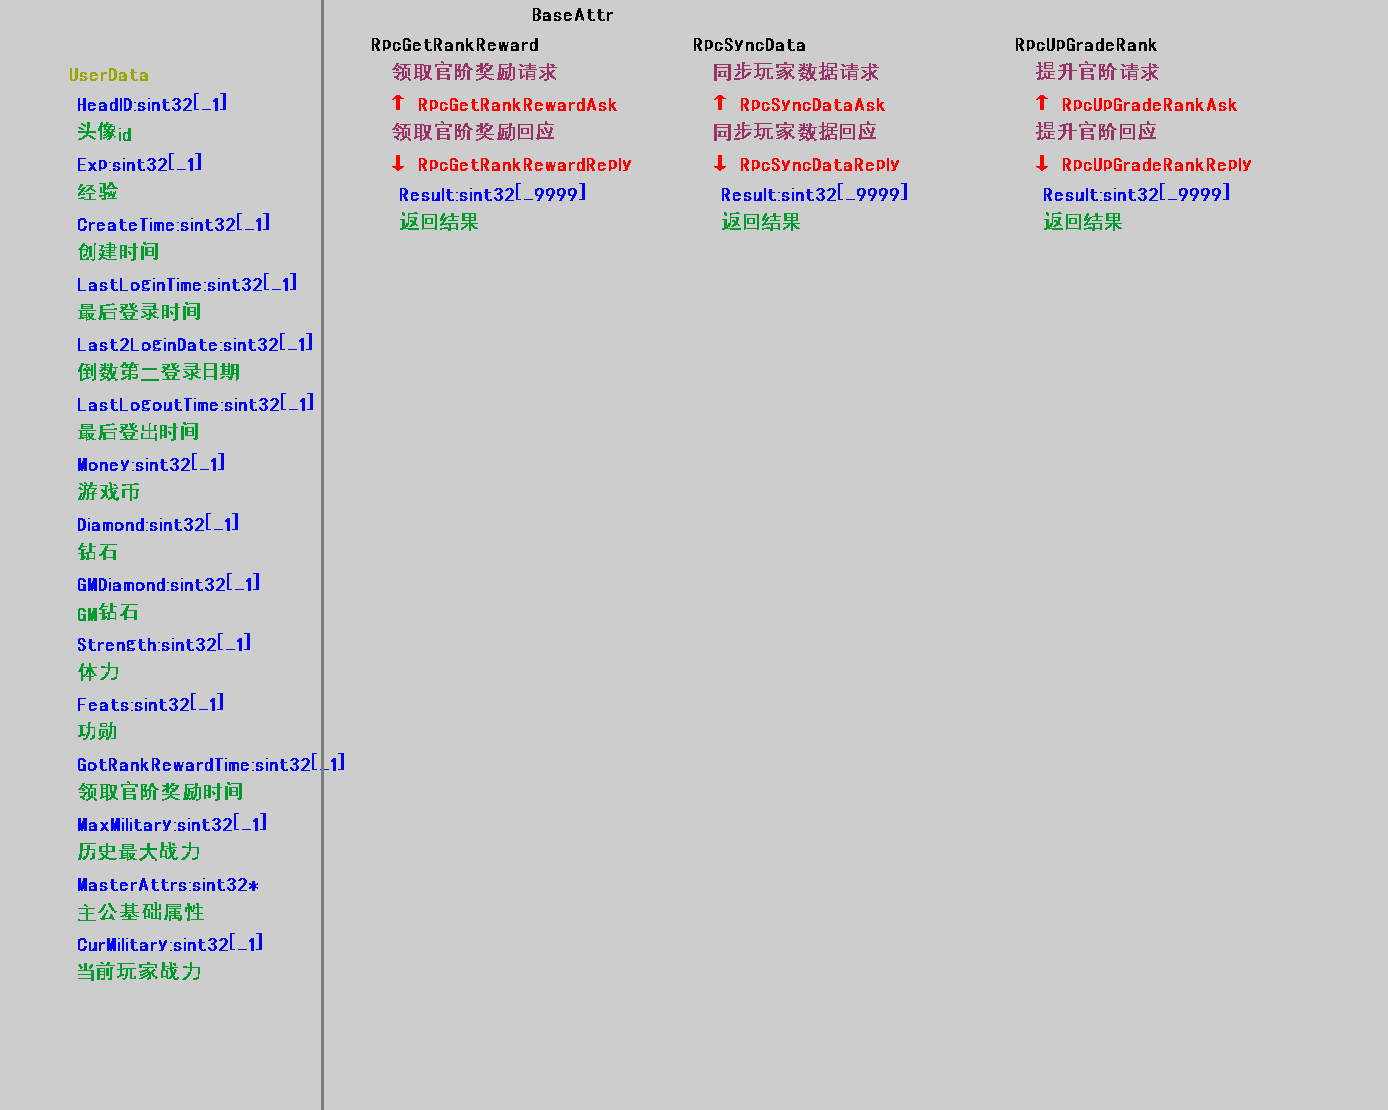 BaseAttr
UserData
HeadID:sint32[_1]
头像id
Exp:sint32[_1]
经验
CreateTime:sint32[_1]
创建时间
LastLoginTime:sint32[_1]
最后登录时间
Last2LoginDate:sint32[_1]
倒数第二登录日期
LastLogoutTime:sint32[_1]
最后登出时间
Money:sint32[_1]
游戏币
Diamond:sint32[_1]
钻石
GMDiamond:sint32[_1]
GM钻石
Strength:sint32[_1]
体力
Feats:sint32[_1]
功勋
GotRankRewardTime:sint32[_1]
领取官阶奖励时间
MaxMilitary:sint32[_1]
历史最大战力
MasterAttrs:sint32*
主公基础属性
CurMilitary:sint32[_1]
当前玩家战力
RpcGetRankReward
领取官阶奖励请求
↑ RpcGetRankRewardAsk
领取官阶奖励回应
↓ RpcGetRankRewardReply
Result:sint32[_9999]
返回结果
RpcSyncData
同步玩家数据请求
↑ RpcSyncDataAsk
同步玩家数据回应
↓ RpcSyncDataReply
Result:sint32[_9999]
返回结果
RpcUpGradeRank
提升官阶请求
↑ RpcUpGradeRankAsk
提升官阶回应
↓ RpcUpGradeRankReply
Result:sint32[_9999]
返回结果